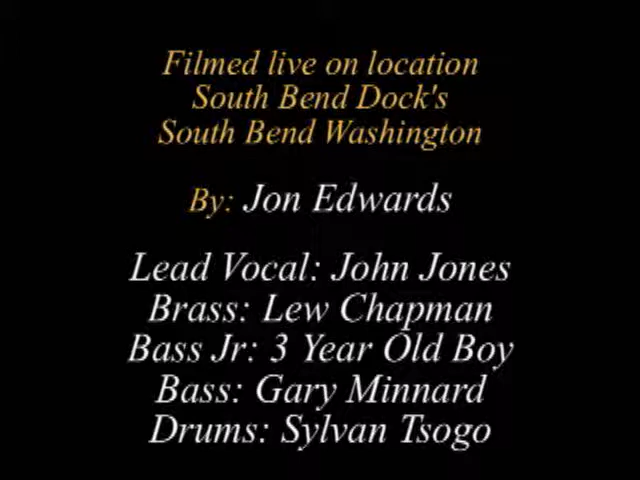 Filmed live on location
South Bend Dock's
South Bend Washington
By: Jon Edwards
Lead Vocal: John Jones
Brass: Lew Chapman
Bass Jr: 3 Year Old Boy
Bass: Gary Minnard
Drums: Sylvan Tsogo